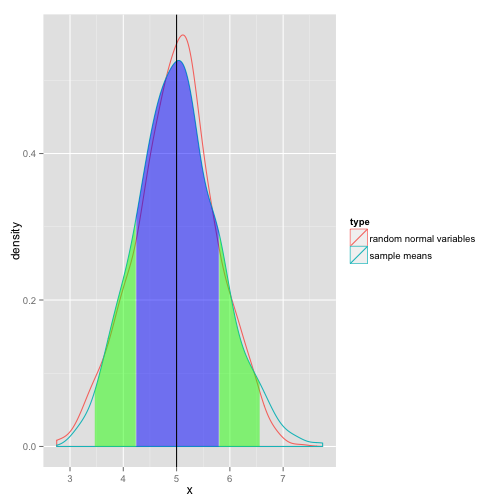 density
0.4
0.2
0.0
3 4 5 6 7
x
type
random normal variables
sample means